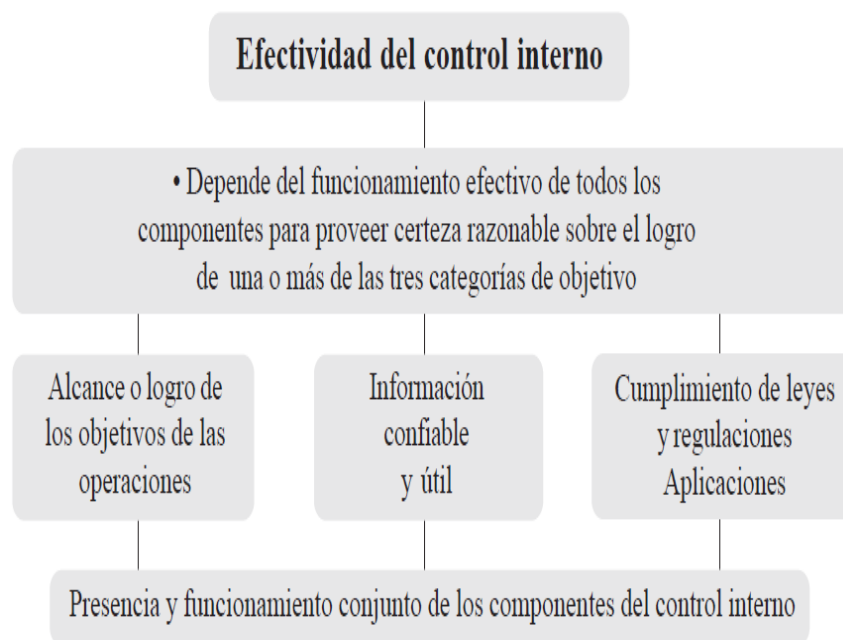 Efectividad del control interno
• Depende del funcionamiento efectivo de todos los
componentes para proveer certeza razonable sobre el logro
de una o más de las tres categorías de objetivo
Alcance o logro de
los objetivos de las
operaciones
Información
confiable
y útil
Cumplimiento de leyes
y regulaciones
Aplicaciones
Presencia y funcionamiento conjunto de los componentes del control interno